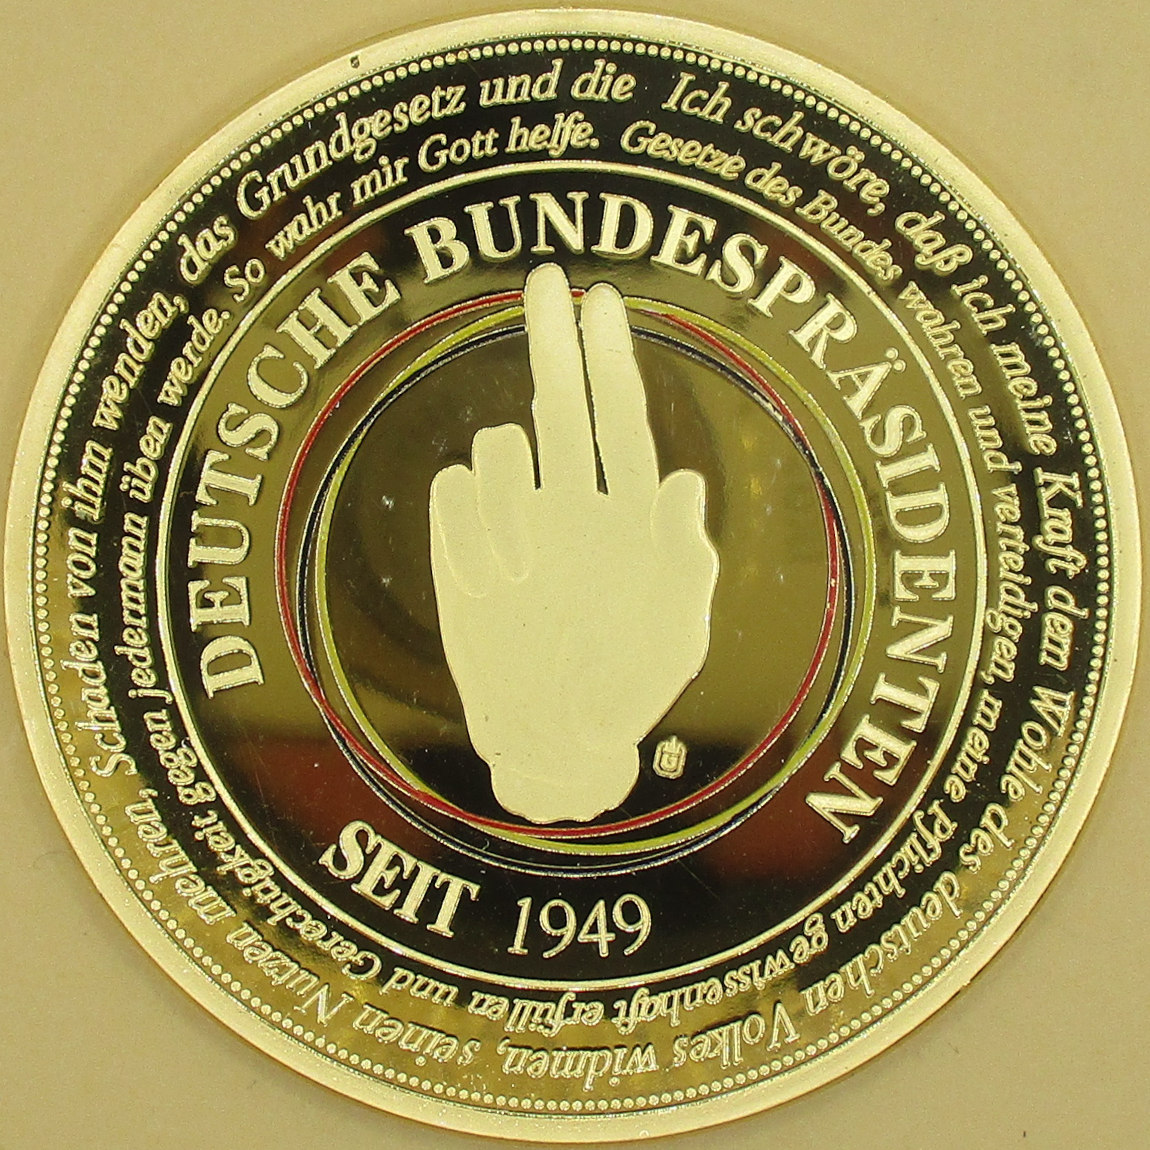 Ich schwöre, daß ich meine Kraft dem Wohle des deutschen Volkes widmen, seinen Nutzen mehren, Schaden von ihm wenden, das Grundgesetz und die
Gesetze des Bundes wahren und verteidigen, meine Pflichten gewissenhaft erfüllen und Gerechtigkeit gegen jedermann üben werde. So wahr mir Gott helfe.
DEUTSCHE BUNDESPRÄSIDENTEN
SEIT 1949